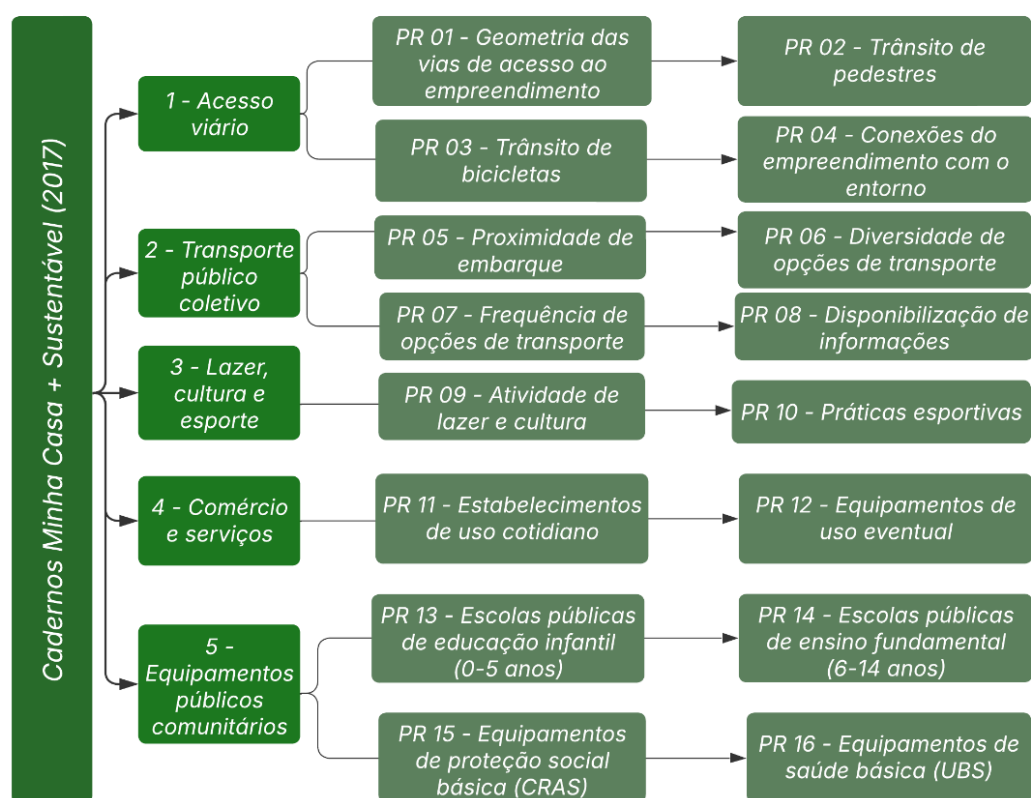 Cadernos Minha Casa + Sustentável (2017)
1 - Acesso
viário
PR 01 - Geometria das
vias de acesso ao
empreendimento
PR 02 - Trânsito de
pedestres
PR 03 - Trânsito de
bicicletas
PR 04 - Conexões do
empreendimento com o
entorno
2 - Transporte
público
coletivo
PR 05 - Proximidade de
embarque
PR 06 - Diversidade de
opções de transporte
PR 07 - Frequência de
opções de transporte
PR 08 - Disponibilização de
informações
3 - Lazer,
cultura e
esporte
PR 09 - Atividade de
lazer e cultura
PR 10 - Práticas esportivas
4 - Comércio
e serviços
PR 11 - Estabelecimentos
de uso cotidiano
PR 12 - Equipamentos de
uso eventual
5 -
Equipamentos
públicos
comunitários
PR 13 - Escolas públicas
de educação infantil
(0-5 anos)
PR 14 - Escolas públicas
de ensino fundamental
(6-14 anos)
PR 15 - Equipamentos
de proteção social
básica (CRAS)
PR 16 - Equipamentos de
saúde básica (UBS)